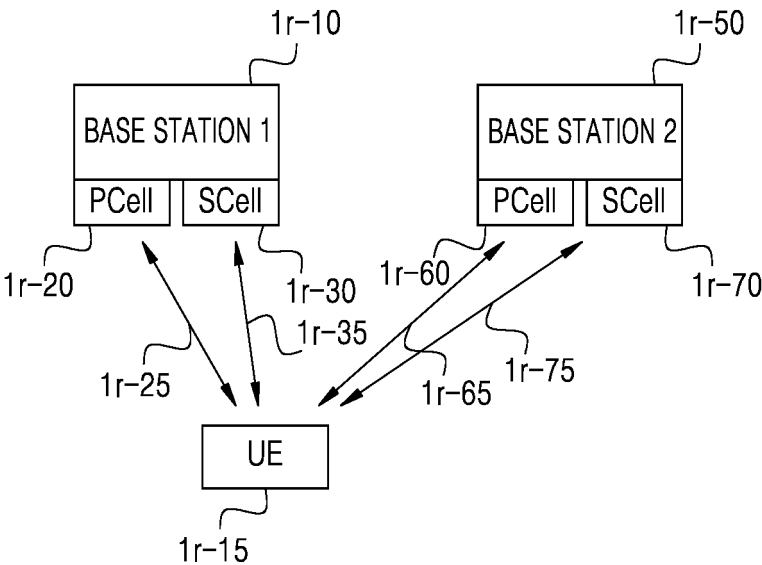 1r-10 1r-50
BASE STATION 1 BASE STATION 2
PCell SCell PCell SCell
1r-20 1r-30 1r-60 1r-70
1r-35
1r-25 1r-65 1r-75
UE
1r-15